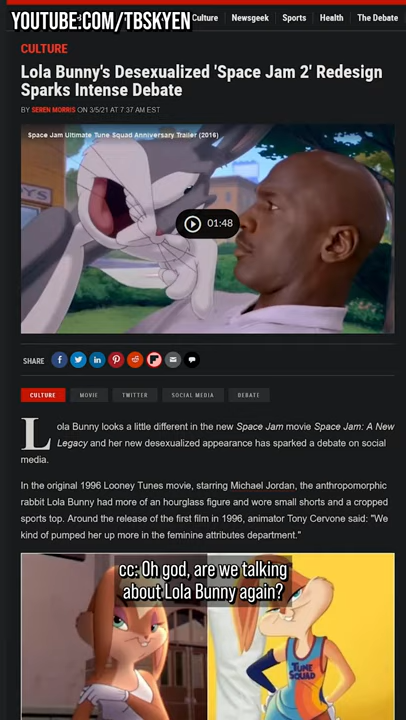 YOUTUBE:COM/TBSKYEN
Culture Newsgeek Sports Health The Debate
CULTURE
Lola Bunny's Desexualized 'Space Jam 2' Redesign
Sparks Intense Debate
BY SEREN MORRIS ON 3/5/21 AT 7:37 AM EST
Space Jam Ultimate Tune Squad Anniversary Trailer (2016)
01:48
SHARE
CULTURE MOVIE TWITTER SOCIAL MEDIA DEBATE
Lola Bunny looks a little different in the new Space Jam movie Space Jam: A New
Legacy and her new desexualized appearance has sparked a debate on social
media.
In the original 1996 Looney Tunes movie, starring Michael Jordan, the anthropomorphic
rabbit Lola Bunny had more of an hourglass figure and wore small shorts and a cropped
sports top. Around the release of the first film in 1996, animator Tony Cervone said: "We
kind of pumped her up more in the feminine attributes department."
cc: Oh god, are we talking
about Lola Bunny again?
TUNE
SQUAD